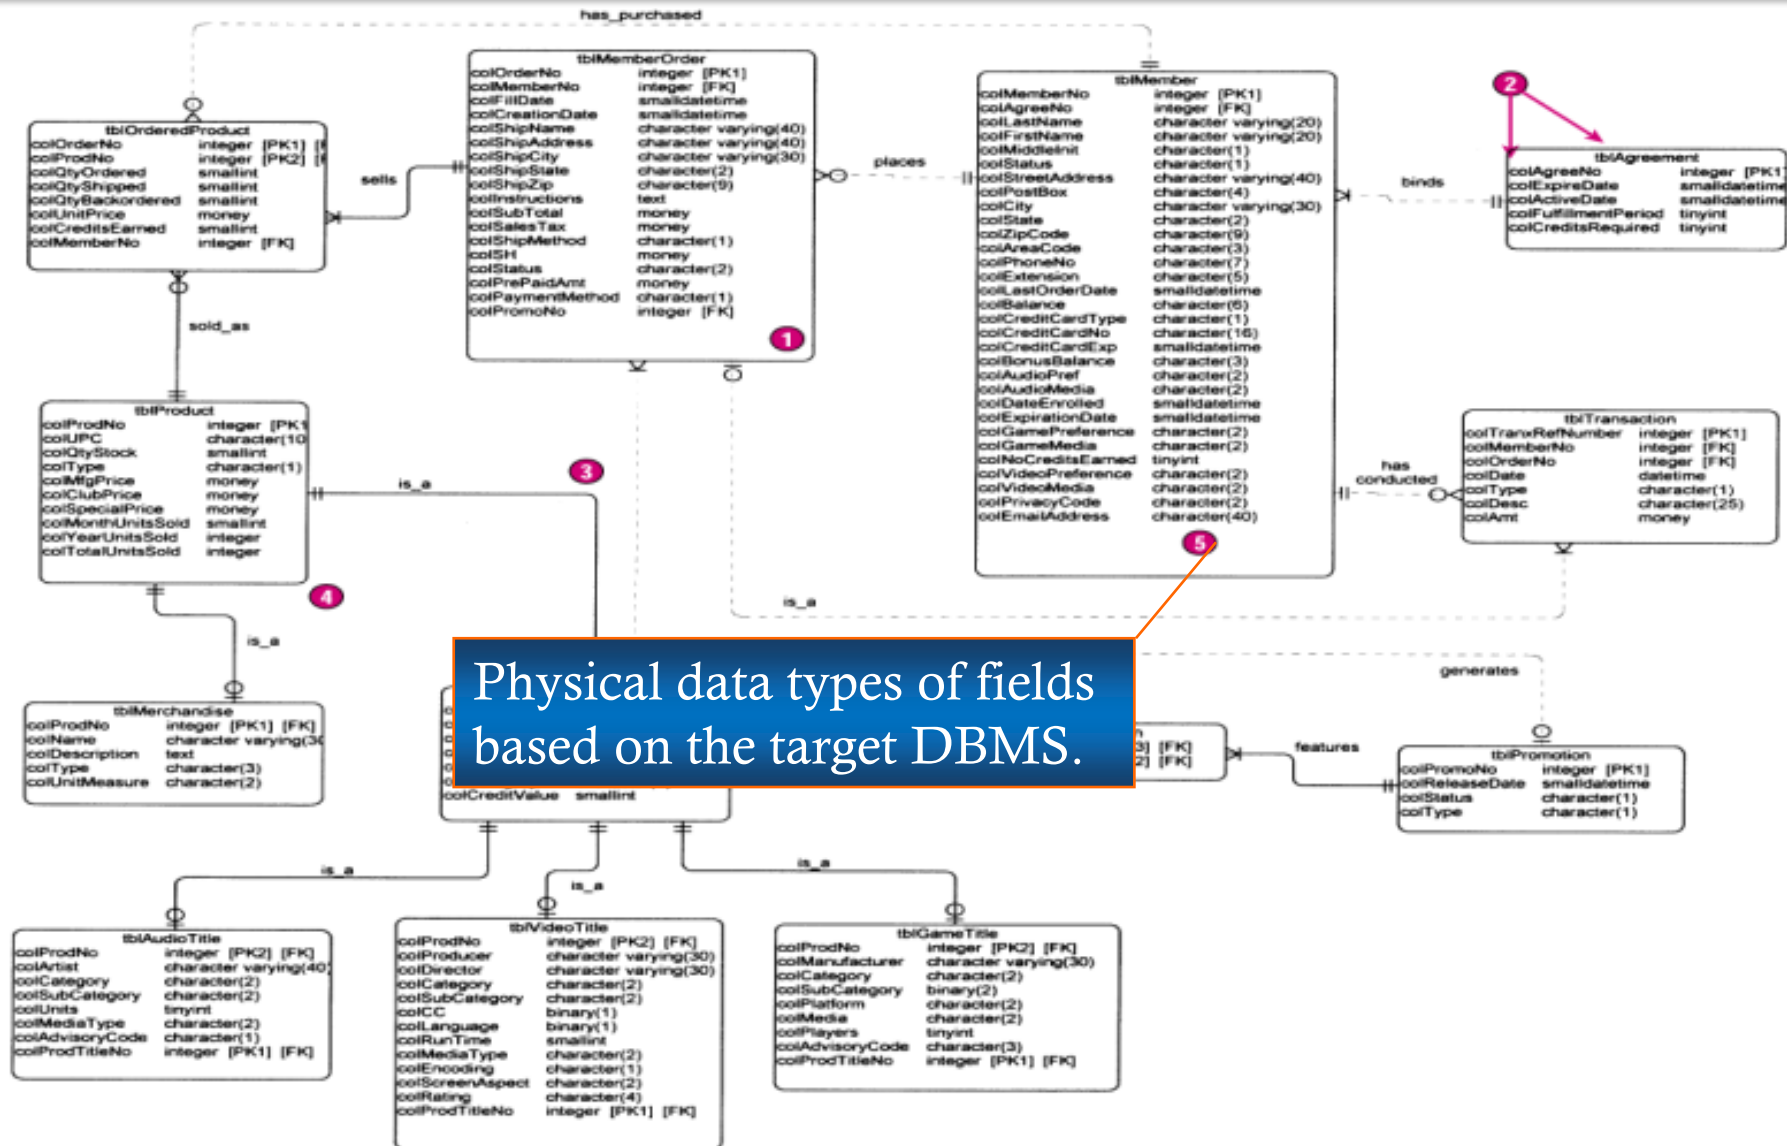 has_purchased
tblMemberOrder
colOrderNo integer [PK1]
colMemberNo integer [FK]
colFillDate smalldatetime
colCreationDate smalldatetime
colShipName character varying(40)
colShipAddress character varying(40)
colShipCity character varying(30)
colShipState character(2)
colShipZip character(9)
colInstructions text
colSubTotal money
colSalesTax money
colShipMethod character(1)
colSH money
colStatus character(2)
colPrePaidAmt money
colPaymentMethod character(1)
colPromoNo integer [FK]
1
tblMember
colMemberNo integer [PK1]
colAgreeNo integer [FK]
colLastName character varying(20)
colFirstName character varying(20)
colMiddleInit character(1)
colStatus character(1)
colStreetAddress character varying(40)
colPostBox character(4)
colCity character varying(30)
colState character(2)
colZipCode character(9)
colAreaCode character(3)
colPhoneNo character(7)
colExtension character(5)
colLastOrderDate smalldatetime
colBalance character(6)
colCreditCardType character(1)
colCreditCardNo character(16)
colCreditCardExp smalldatetime
colBonusBalance character(3)
colAudioPref character(2)
colAudioMedia character(2)
colDateEnrolled smalldatetime
colExpirationDate smalldatetime
colGamePreference character(2)
colGameMedia character(2)
colNoCreditsEarned tinyint
colVideoPreference character(2)
colVideoMedia character(2)
colPrivacyCode character(2)
colEmailAddress character(40)
5
2
tblAgreement
colAgreeNo integer [PK1]
colExpireDate smalldatetime
colActiveDate smalldatetime
colFulfillmentPeriod tinyint
colCreditsRequired tinyint
tblOrderedProduct
colOrderNo integer [PK1] [
colProdNo integer [PK2] [
colQtyOrdered smallint
colQtyShipped smallint
colQtyBackordered smallint
colUnitPrice money
colCreditsEarned smallint
colMemberNo integer [FK]
sells
places
binds
sold_as
tblProduct
colProdNo integer [PK1
colUPC character(10
colQtyStock smallint
colType character(1)
colMfgPrice money
colClubPrice money
colSpecialPrice money
colMonthUnitsSold smallint
colYearUnitsSold integer
colTotalUnitsSold integer
is_a
3
4
has
conducted
tblTransaction
colTranxRefNumber integer [PK1]
colMemberNo integer [FK]
colOrderNo integer [FK]
colDate datetime
colType character(1)
colDesc character(25)
colAmt money
is_a
is_a
Physical data types of fields
based on the target DBMS.
generates
tblMerchandise
colProdNo integer [PK1] [FK]
colName character varying(30
colDescription text
colType character(3)
colUnitMeasure character(2)
colCreditValue smallint
3] [FK]
2] [FK]
features
tblPromotion
colPromoNo integer [PK1]
colReleaseDate smalldatetime
colStatus character(1)
colType character(1)
is_a
is_a
is_a
tblAudioTitle
colProdNo integer [PK2] [FK]
colArtist character varying(40)
colCategory character(2)
colSubCategory character(2)
colUnits tinyint
colMediaType character(2)
colAdvisoryCode character(1)
colProdTitleNo integer [PK1] [FK]
tblVideoTitle
colProdNo integer [PK2] [FK]
colProducer character varying(30)
colDirector character varying(30)
colCategory character(2)
colSubCategory character(2)
colCC binary(1)
colLanguage binary(1)
colRunTime smallint
colMediaType character(2)
colEncoding character(1)
colScreenAspect character(2)
colRating character(4)
colProdTitleNo integer [PK1] [FK]
tblGameTitle
colProdNo integer [PK2] [FK]
colManufacturer character varying(30)
colCategory character(2)
colSubCategory binary(2)
colPlatform character(2)
colMedia character(2)
colPlayers tinyint
colAdvisoryCode character(3)
colProdTitleNo integer [PK1] [FK]